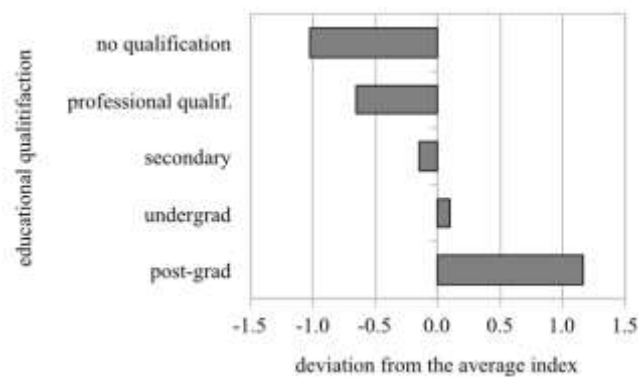 educational qualitifaction
no qualification
professional qualif.
secondary
undergrad
post-grad
-1.5 -1.0 -0.5 0.0 0.5 1.0 1.5
deviation from the average index